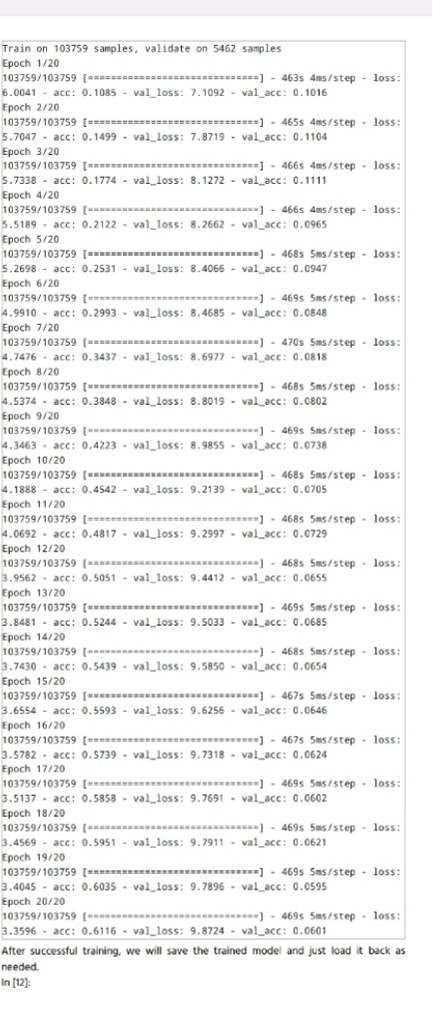 Train on 103759 samples, validate on 5462 samples
Epoch 1/20
103759/103759 [==============================] - 463s 4ms/step - loss:
6.0041 - acc: 0.1085 - val_loss: 7.1092 - val_acc: 0.1016
Epoch 2/20
103759/103759 [==============================] - 465s 4ms/step - loss:
5.7047 - acc: 0.1499 - val_loss: 7.8719 - val_acc: 0.1104
Epoch 3/20
103759/103759 [==============================] - 466s 4ms/step - loss:
5.7338 - acc: 0.1774 - val_loss: 8.1272 - val_acc: 0.1111
Epoch 4/20
103759/103759 [==============================] - 466s 4ms/step - loss:
5.5189 - acc: 0.2122 - val_loss: 8.2662 - val_acc: 0.0965
Epoch 5/20
103759/103759 [==============================] - 468s 5ms/step - loss:
5.2698 - acc: 0.2531 - val_loss: 8.4066 - val_acc: 0.0947
Epoch 6/20
103759/103759 [==============================] - 469s 5ms/step - loss:
4.9910 - acc: 0.2993 - val_loss: 8.4685 - val_acc: 0.0848
Epoch 7/20
103759/103759 [==============================] - 470s 5ms/step - loss:
4.7476 - acc: 0.3437 - val_loss: 8.6977 - val_acc: 0.0818
Epoch 8/20
103759/103759 [==============================] - 468s 5ms/step - loss:
4.5374 - acc: 0.3848 - val_loss: 8.8019 - val_acc: 0.0802
Epoch 9/20
103759/103759 [==============================] - 469s 5ms/step - loss:
4.3463 - acc: 0.4223 - val_loss: 8.9855 - val_acc: 0.0738
Epoch 10/20
103759/103759 [==============================] - 468s 5ms/step - loss:
4.1888 - acc: 0.4542 - val_loss: 9.2139 - val_acc: 0.0705
Epoch 11/20
103759/103759 [==============================] - 468s 5ms/step - loss:
4.0692 - acc: 0.4817 - val_loss: 9.2997 - val_acc: 0.0729
Epoch 12/20
103759/103759 [==============================] - 468s 5ms/step - loss:
3.9562 - acc: 0.5051 - val_loss: 9.4412 - val_acc: 0.0655
Epoch 13/20
103759/103759 [==============================] - 469s 5ms/step - loss:
3.8481 - acc: 0.5244 - val_loss: 9.5033 - val_acc: 0.0685
Epoch 14/20
103759/103759 [==============================] - 468s 5ms/step - loss:
3.7430 - acc: 0.5439 - val_loss: 9.5850 - val_acc: 0.0654
Epoch 15/20
103759/103759 [==============================] - 467s 5ms/step - loss:
3.6554 - acc: 0.5593 - val_loss: 9.6256 - val_acc: 0.0646
Epoch 16/20
103759/103759 [==============================] - 467s 5ms/step - loss:
3.5782 - acc: 0.5739 - val_loss: 9.7318 - val_acc: 0.0624
Epoch 17/20
103759/103759 [==============================] - 469s 5ms/step - loss:
3.5137 - acc: 0.5858 - val_loss: 9.7691 - val_acc: 0.0602
Epoch 18/20
103759/103759 [==============================] - 469s 5ms/step - loss:
3.4569 - acc: 0.5951 - val_loss: 9.7911 - val_acc: 0.0621
Epoch 19/20
103759/103759 [==============================] - 469s 5ms/step - loss:
3.4045 - acc: 0.6035 - val_loss: 9.7896 - val_acc: 0.0595
Epoch 20/20
103759/103759 [==============================] - 469s 5ms/step - loss:
3.3596 - acc: 0.6116 - val_loss: 9.8724 - val_acc: 0.0601
After successful training, we will save the trained model and just load it back as
needed.
In [12]: